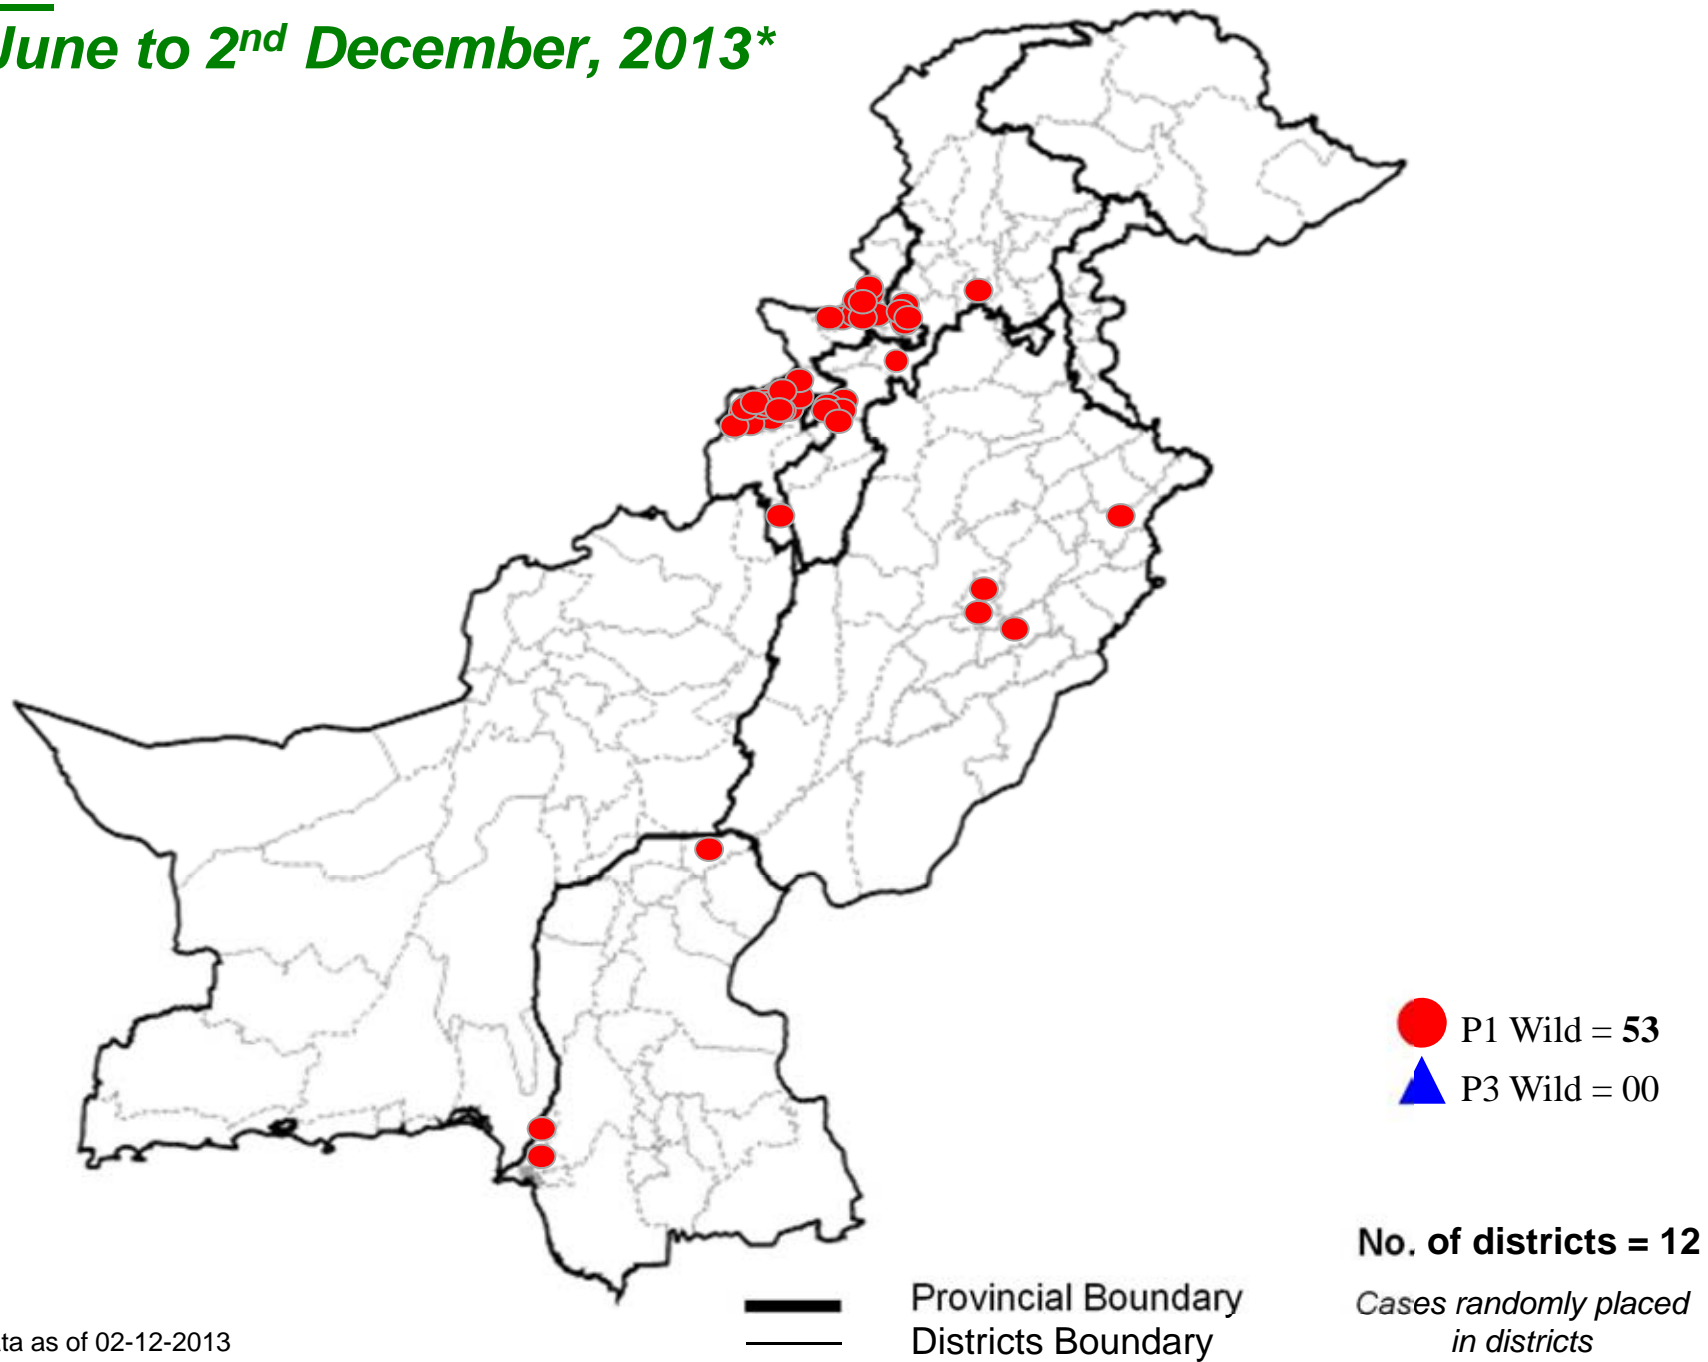 June to 2nd December, 2013*
P1 Wild = 53
P3 Wild = 00
No. of districts = 12
Cases randomly placed
in districts
Provincial Boundary
Districts Boundary
as of 02-12-2013